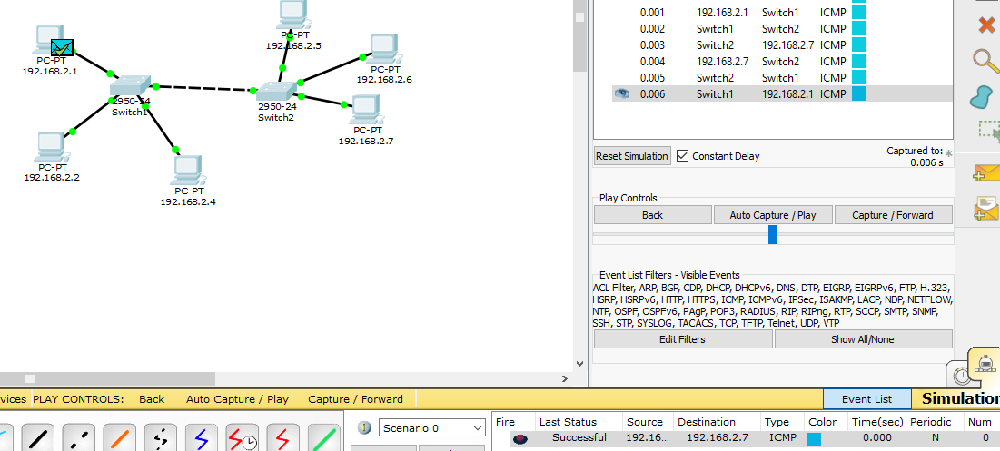 PC-PT
192.168.2.1
PC-PT
192.168.2.5
PC-PT
192.168.2.6
2950-24
Switch1
2950-24
Switch2
PC-PT
192.168.2.7
PC-PT
192.168.2.2
PC-PT
192.168.2.4
0.001 192.168.2.1 Switch1 ICMP
0.002 Switch1 Switch2 ICMP
0.003 Switch2 192.168.2.7 ICMP
0.004 192.168.2.7 Switch2 ICMP
0.005 Switch2 Switch1 ICMP
0.006 Switch1 192.168.2.1 ICMP
Reset Simulation Constant Delay Captured to: *
0.006 s
Play Controls
Back Auto Capture / Play Capture / Forward
Event List Filters - Visible Events
ACL Filter, ARP, BGP, CDP, DHCP, DHCPv6, DNS, DTP, EIGRP, EIGRPv6, FTP, H.323,
HSRP, HSRPv6, HTTP, HTTPS, ICMP, ICMPv6, IPSec, ISAKMP, LACP, NDP, NETFLOW,
NTP, OSPF, OSPFv6, PAgP, POP3, RADIUS, RIP, RIPng, RTP, SCCP, SMTP, SNMP,
SSH, STP, SYSLOG, TACACS, TCP, TFTP, Telnet, UDP, VTP
Edit Filters Show All/None
vices PLAY CONTROLS: Back Auto Capture / Play Capture / Forward Event List Simulation
Scenario 0
Fire Last Status Source Destination Type Color Time(sec) Periodic Num
Successful 192.16... 192.168.2.7 ICMP 0.000 N 0